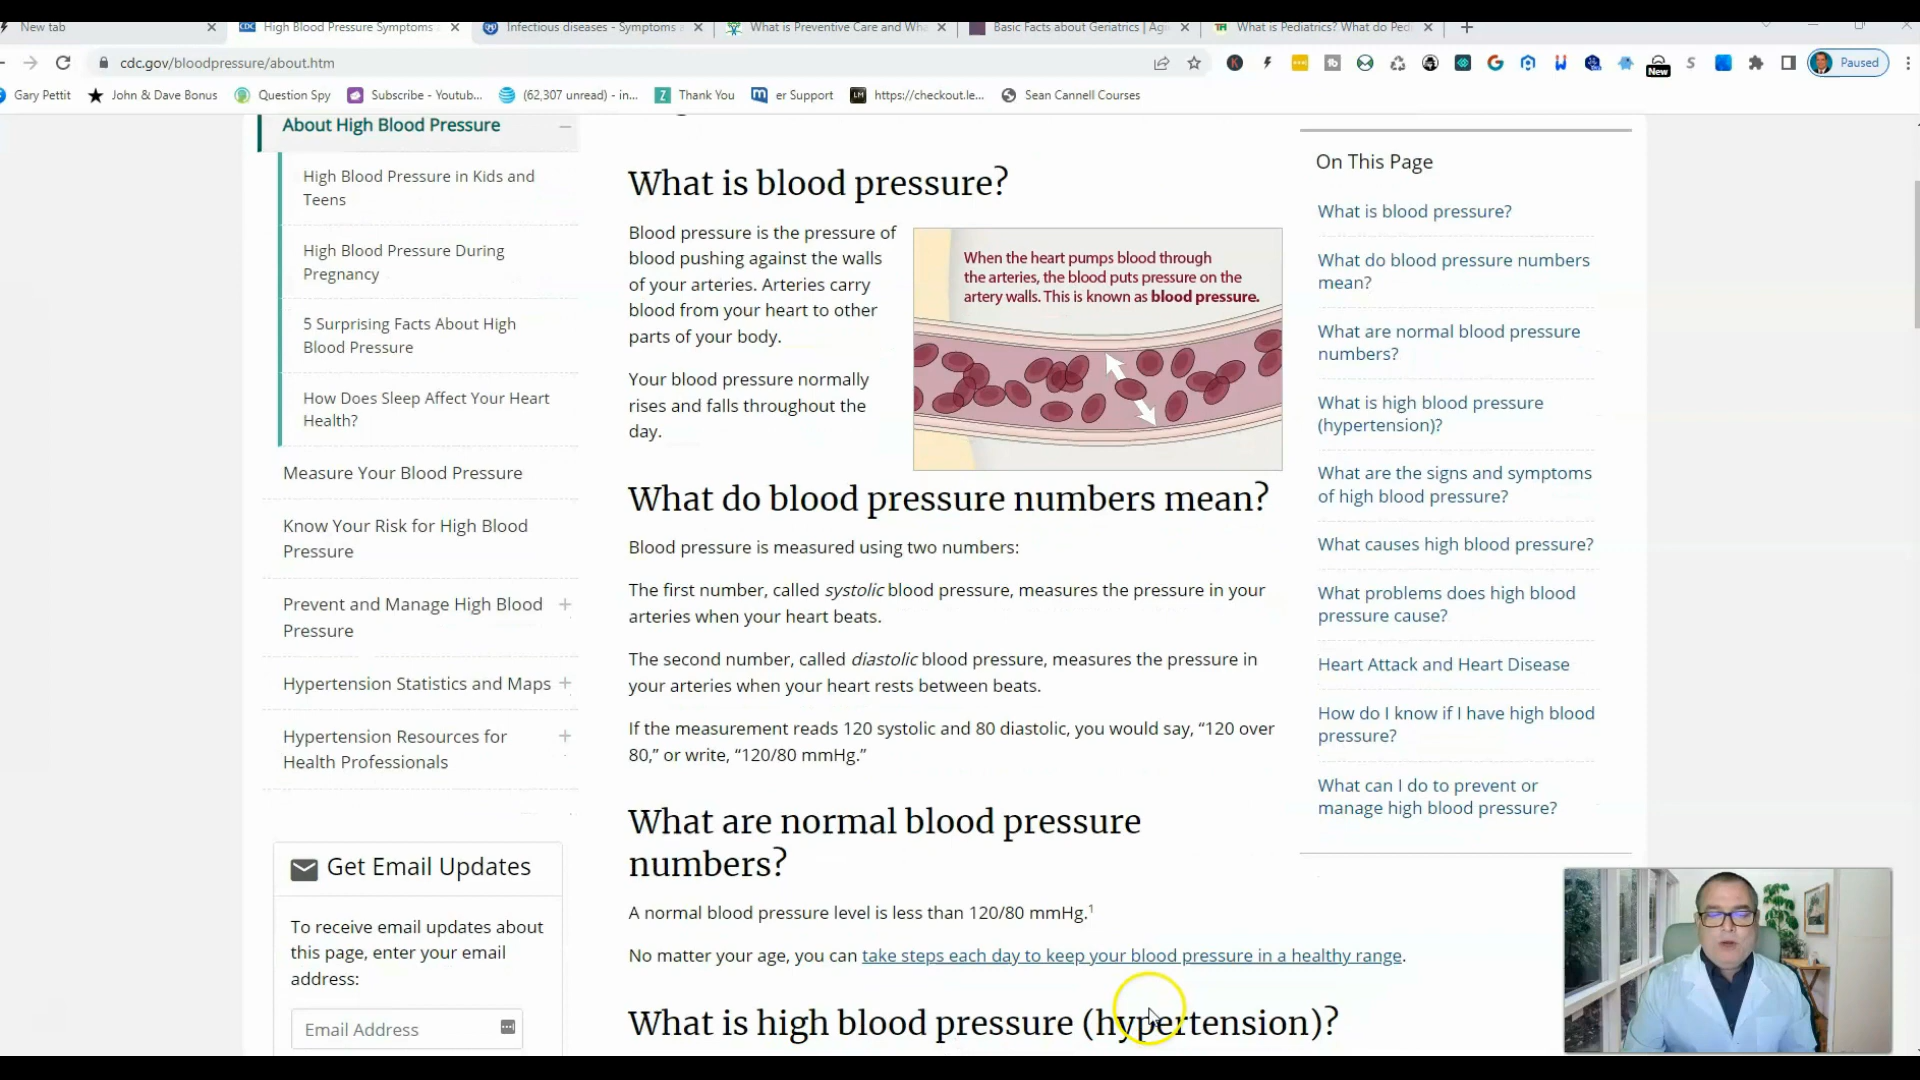 New tab
High Blood Pressure Symptoms
Infectious diseases - Symptoms
What is Preventive Care and Wha
Basic Facts about Geriatrics | Agi
What is Pediatrics? What do Ped
cdc.gov/bloodpressure/about.htm
New
S
Paused
Gary Pettit
John & Dave Bonus
Question Spy
Subscribe - Youtub...
(62,307 unread) - in...
Thank You
er Support
https://checkout.le...
Sean Cannell Courses
About High Blood Pressure
High Blood Pressure in Kids and
Teens
High Blood Pressure During
Pregnancy
5 Surprising Facts About High
Blood Pressure
How Does Sleep Affect Your Heart
Health?
Measure Your Blood Pressure
Know Your Risk for High Blood
Pressure
Prevent and Manage High Blood
Pressure
Hypertension Statistics and Maps
Hypertension Resources for
Health Professionals
Get Email Updates
To receive email updates about
this page, enter your email
address:
Email Address
What is blood pressure?
Blood pressure is the pressure of
blood pushing against the walls
of your arteries. Arteries carry
blood from your heart to other
parts of your body.
Your blood pressure normally
rises and falls throughout the
day.
When the heart pumps blood through
the arteries, the blood puts pressure on the
artery walls. This is known as blood pressure.
What do blood pressure numbers mean?
Blood pressure is measured using two numbers:
The first number, called systolic blood pressure, measures the pressure in your
arteries when your heart beats.
The second number, called diastolic blood pressure, measures the pressure in
your arteries when your heart rests between beats.
If the measurement reads 120 systolic and 80 diastolic, you would say, “120 over
80,” or write, “120/80 mmHg.”
What are normal blood pressure
numbers?
A normal blood pressure level is less than 120/80 mmHg.1
No matter your age, you can take steps each day to keep your blood pressure in a healthy range.
What is high blood pressure (hypertension)?
On This Page
What is blood pressure?
What do blood pressure numbers
mean?
What are normal blood pressure
numbers?
What is high blood pressure
(hypertension)?
What are the signs and symptoms
of high blood pressure?
What causes high blood pressure?
What problems does high blood
pressure cause?
Heart Attack and Heart Disease
How do I know if I have high blood
pressure?
What can I do to prevent or
manage high blood pressure?